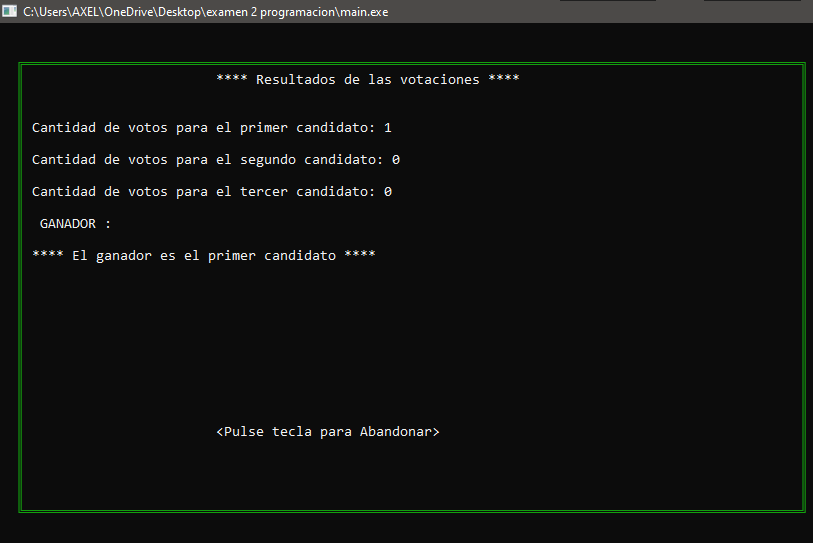 C:\Users\AXEL\OneDrive\Desktop\examen 2 programacion\main.exe
**** Resultados de las votaciones ****
Cantidad de votos para el primer candidato: 1
Cantidad de votos para el segundo candidato: 0
Cantidad de votos para el tercer candidato: 0
GANADOR :
**** El ganador es el primer candidato ****
<Pulse tecla para Abandonar>